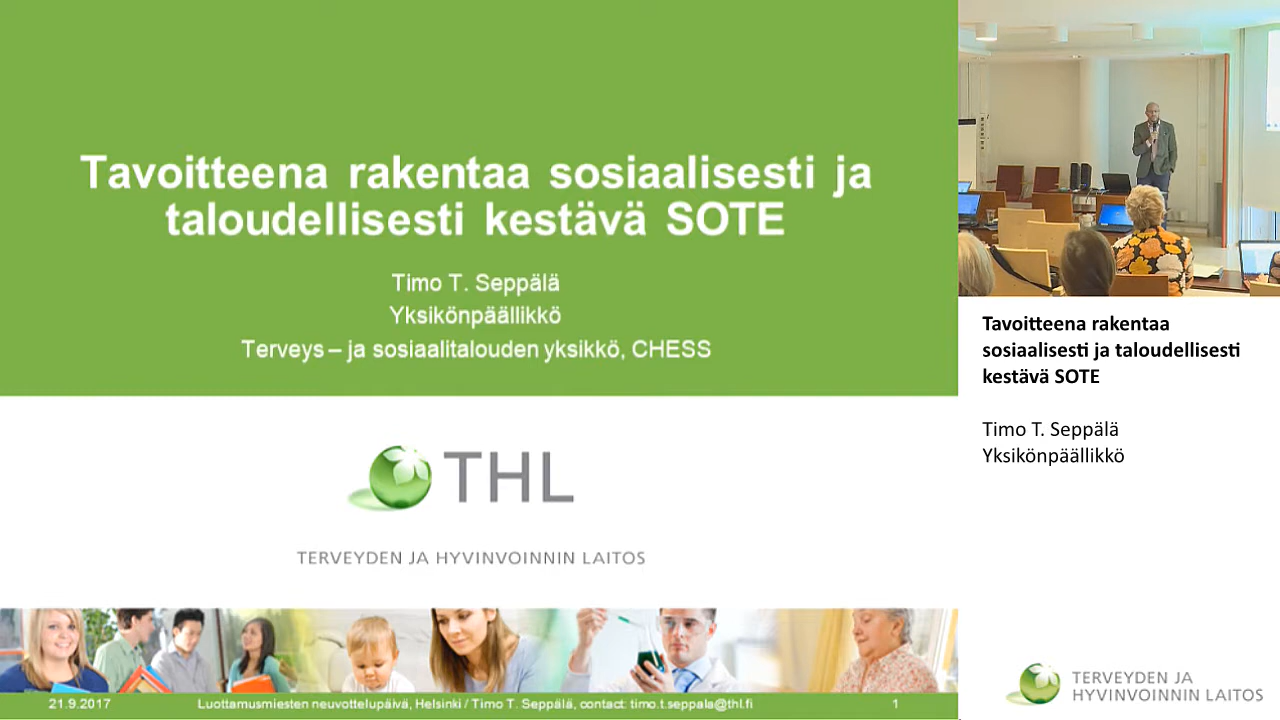 Tavoitteena rakentaa sosiaalisesti ja
taloudellisesti kestävä SOTE
Timo T. Seppälä
Yksikönpäällikkö
Terveys – ja sosiaalitalouden yksikkö, CHESS
THL
TERVEYDEN JA HYVINVOINNIN LAITOS
21.9.2017
Luottamusmiesten neuvottelupäivä, Helsinki / Timo T. Seppälä, contact: timo.t.seppala@thl.fi
1
Tavoitteena rakentaa
sosiaalisesti ja taloudellisesti
kestävä SOTE
Timo T. Seppälä
Yksikönpäällikkö
TERVEYDEN JA
HYVINVOINNIN LAITOS